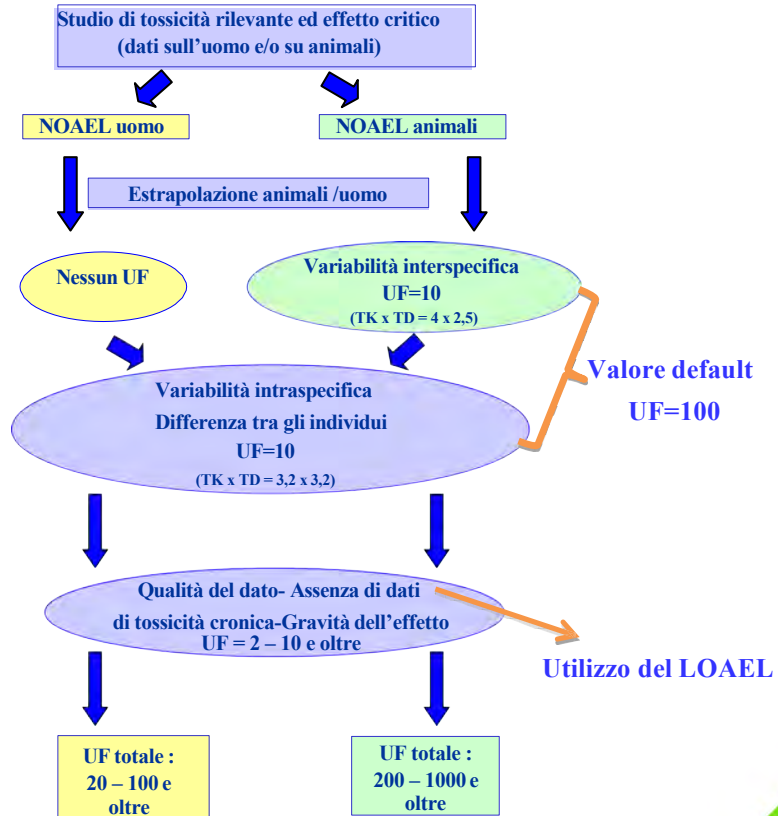 Studio di tossicità rilevante ed effetto critico
(dati sull'uomo e/o su animali)
NOAEL uomo
NOAEL animali
Estrapolazione animali /uomo
Nessun UF
Variabilità interspecifica
UF=10
(TK x TD = 4 x 2,5)
Valore default
UF=100
Variabilità intraspecifica
Differenza tra gli individui
UF=10
(TK x TD = 3,2 x 3,2)
Qualità del dato- Assenza di dati
di tossicità cronica-Gravità dell'effetto
UF = 2 – 10 e oltre
Utilizzo del LOAEL
UF totale :
20 – 100 e
oltre
UF totale :
200 – 1000 e
oltre